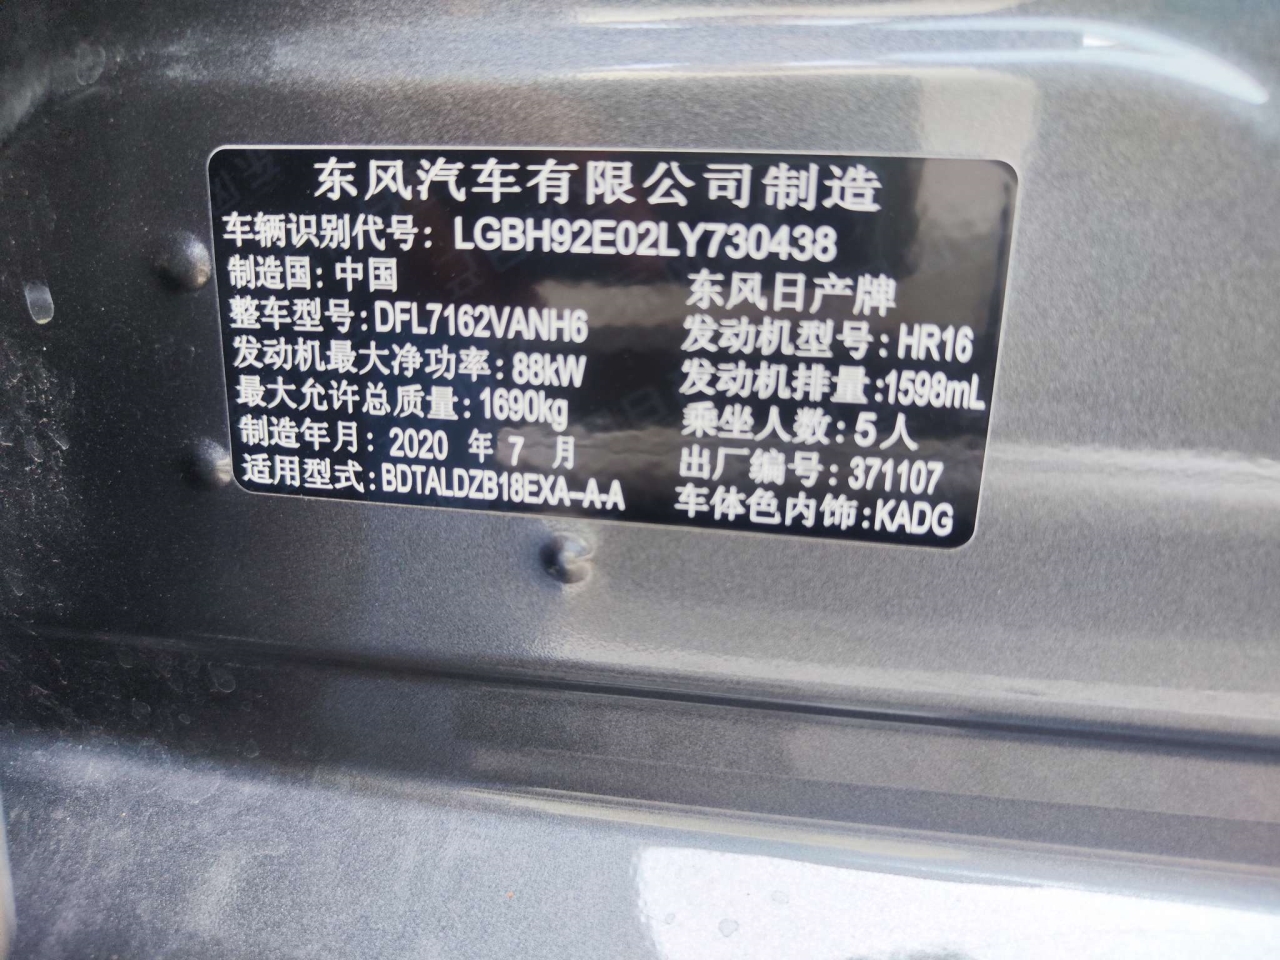 东风汽车有限公司制造
车辆识别代号：LGBH92E02LY730438
制造国：中国 东风日产牌
整车型号：DFL7162VANH6 发动机型号：HR16
发动机最大净功率：88kW 发动机排量：1598mL
最大允许总质量：1690kg 乘坐人数：5人
制造年月：2020 年 7 月 出厂编号：371107
适用型式：BDTALDZB18EXA-A-A 车体色内饰：KADG